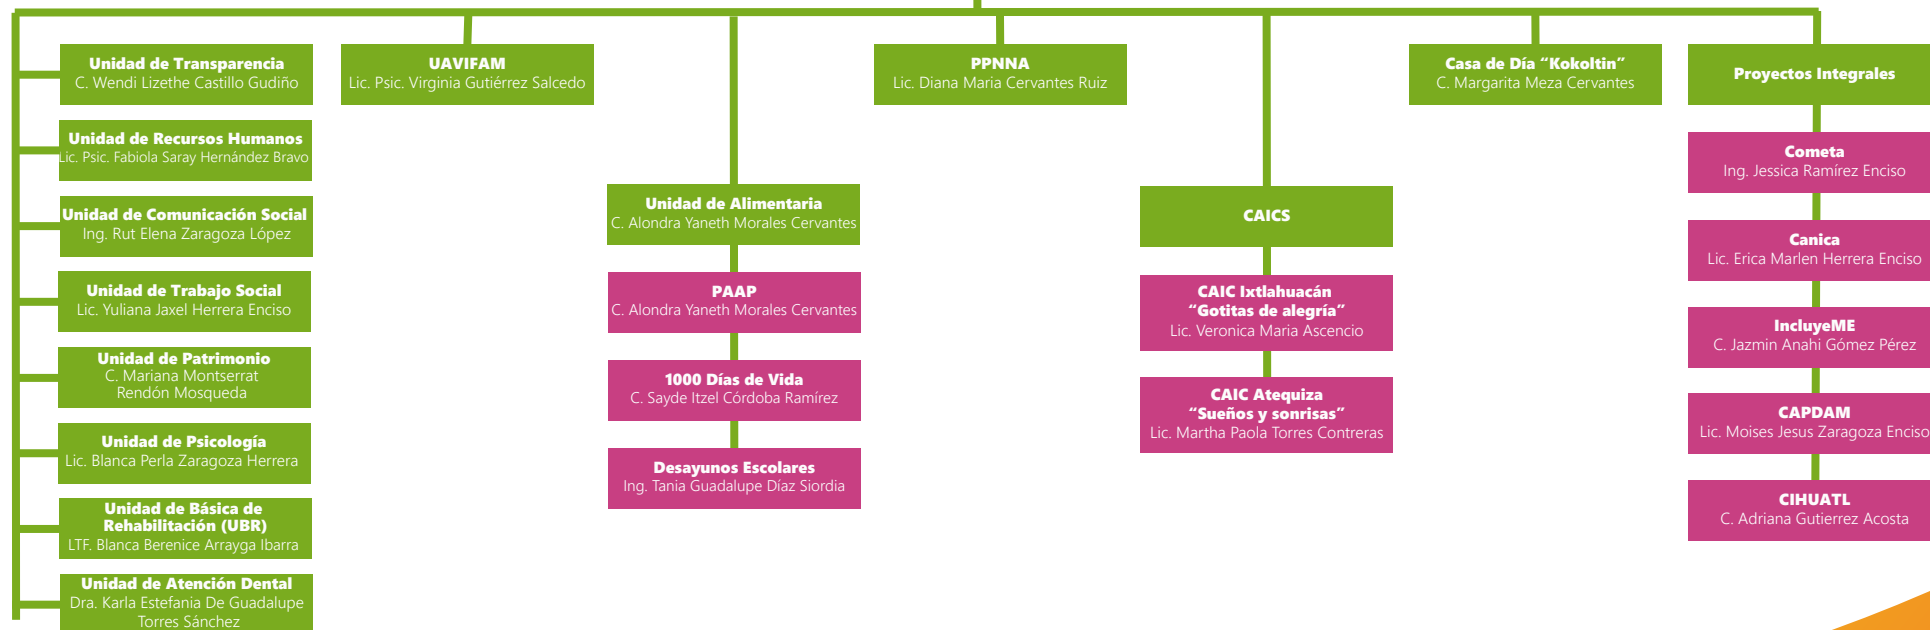 Unidad de Transparencia
C. Wendi Lizethe Castillo Gudiño
Unidad de Recursos Humanos
Lic. Psic. Fabiola Saray Hernández Bravo
Unidad de Comunicación Social
Ing. Rut Elena Zaragoza López
Unidad de Trabajo Social
Lic. Yuliana Jaxel Herrera Enciso
Unidad de Patrimonio
C. Mariana Montserrat
Rendón Mosqueda
Unidad de Psicología
Lic. Blanca Perla Zaragoza Herrera
Unidad de Básica de
Rehabilitación (UBR)
LTF. Blanca Berenice Arrayga Ibarra
Unidad de Atención Dental
Dra. Karla Estefania De Guadalupe
Torres Sánchez
UAVIFAM
Lic. Psic. Virginia Gutiérrez Salcedo
Unidad de Alimentaria
C. Alondra Yaneth Morales Cervantes
PAAP
C. Alondra Yaneth Morales Cervantes
1000 Días de Vida
C. Sayde Itzel Córdoba Ramírez
Desayunos Escolares
Ing. Tania Guadalupe Díaz Siordia
PPNNA
Lic. Diana Maria Cervantes Ruiz
CAICS
CAIC Ixtlahuacán
“Gotitas de alegría”
Lic. Veronica Maria Ascencio
CAIC Atequiza
“Sueños y sonrisas”
Lic. Martha Paola Torres Contreras
Casa de Día “Kokoltin”
C. Margarita Meza Cervantes
Proyectos Integrales
Cometa
Ing. Jessica Ramírez Enciso
Canica
Lic. Erica Marlen Herrera Enciso
IncluyeME
C. Jazmin Anahi Gómez Pérez
CAPDAM
Lic. Moises Jesus Zaragoza Enciso
CIHUATL
C. Adriana Gutierrez Acosta